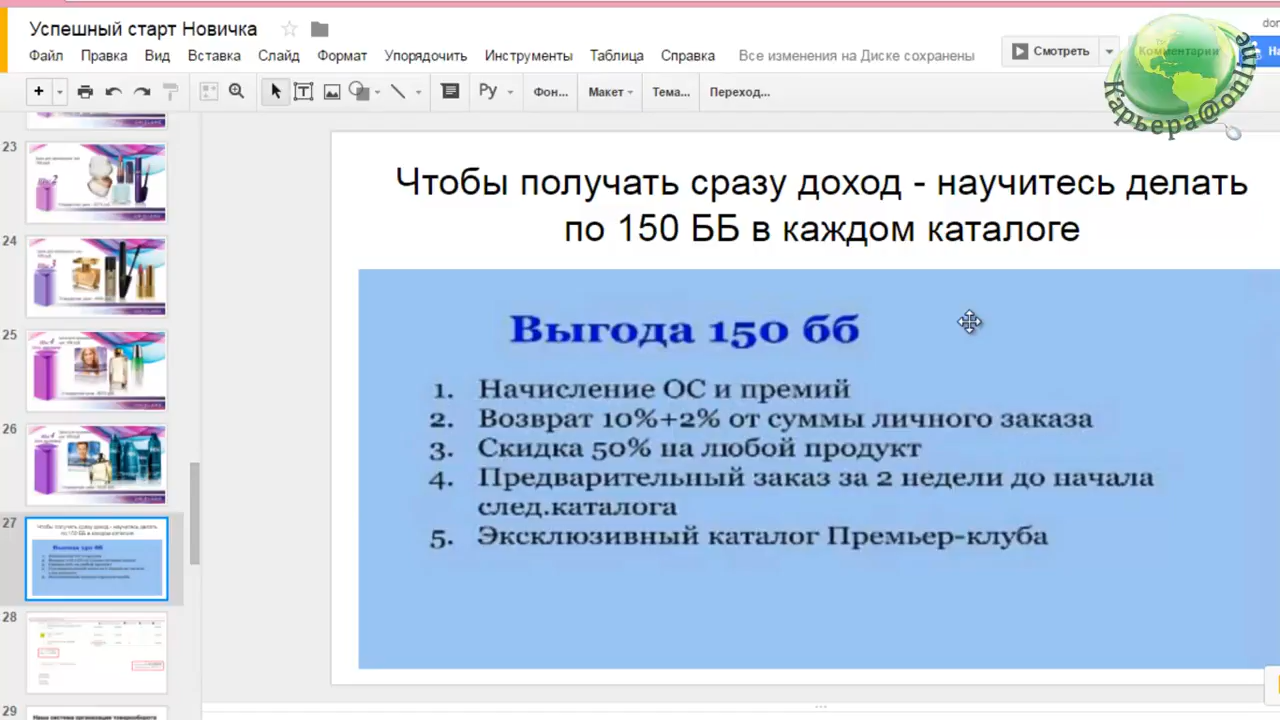 Успешный старт Новичка
Файл Правка Вид Вставка Слайд Формат Упорядочить Инструменты Таблица Справка Все изменения на Диске сохранены
Смотреть
Комментарии
Карьера@online
Фон... Макет Тема... Переход...
23
24
25
26
27
28
29
Чтобы получать сразу доход - научитесь делать
по 150 ББ в каждом каталоге
Выгода 150 бб
1. Начисление ОС и премий
2. Возврат 10%+2% от суммы личного заказа
3. Скидка 50% на любой продукт
4. Предварительный заказ за 2 недели до начала
след.каталога
5. Эксклюзивный каталог Премьер-клуба